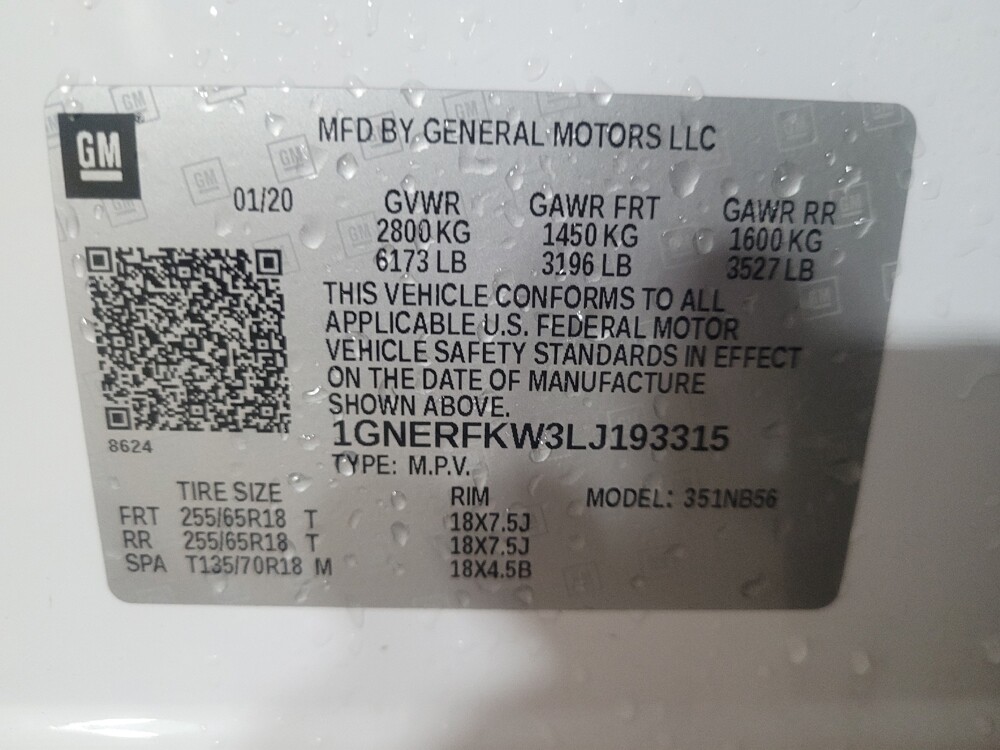 GM
MFD BY GENERAL MOTORS LLC
01/20 GVWR GAWR FRT GAWR RR
2800 KG 1450 KG 1600 KG
6173 LB 3196 LB 3527 LB
THIS VEHICLE CONFORMS TO ALL
APPLICABLE U.S. FEDERAL MOTOR
VEHICLE SAFETY STANDARDS IN EFFECT
ON THE DATE OF MANUFACTURE
SHOWN ABOVE.
8624
1GNERFKW3LJ193315
TYPE: M.P.V.
TIRE SIZE RIM MODEL: 351NB56
FRT 255/65R18 T 18X7.5J
RR 255/65R18 T 18X7.5J
SPA T135/70R18 M 18X4.5B